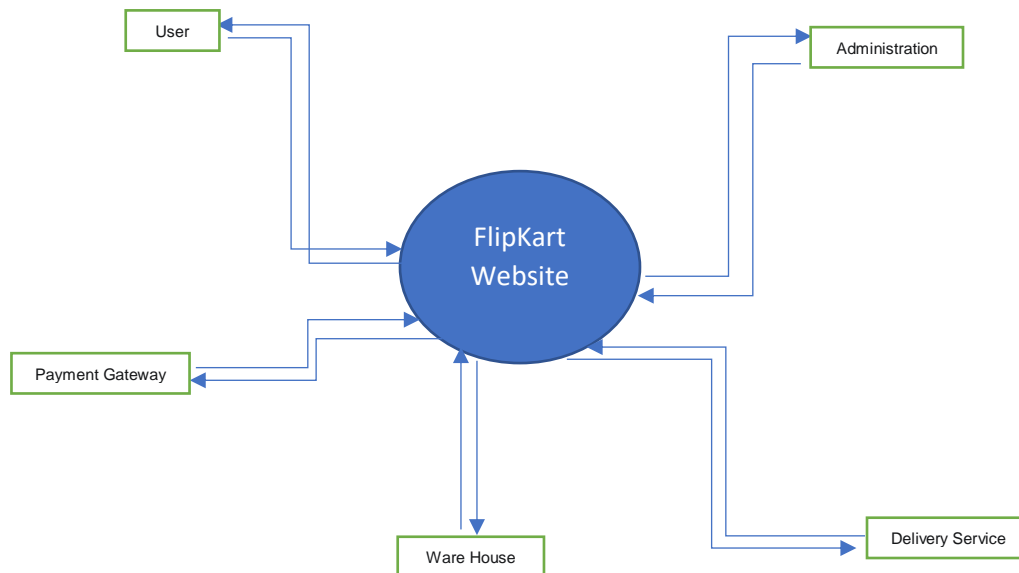 User
Administration
FlipKart
Website
Payment Gateway
Delivery Service
Ware House